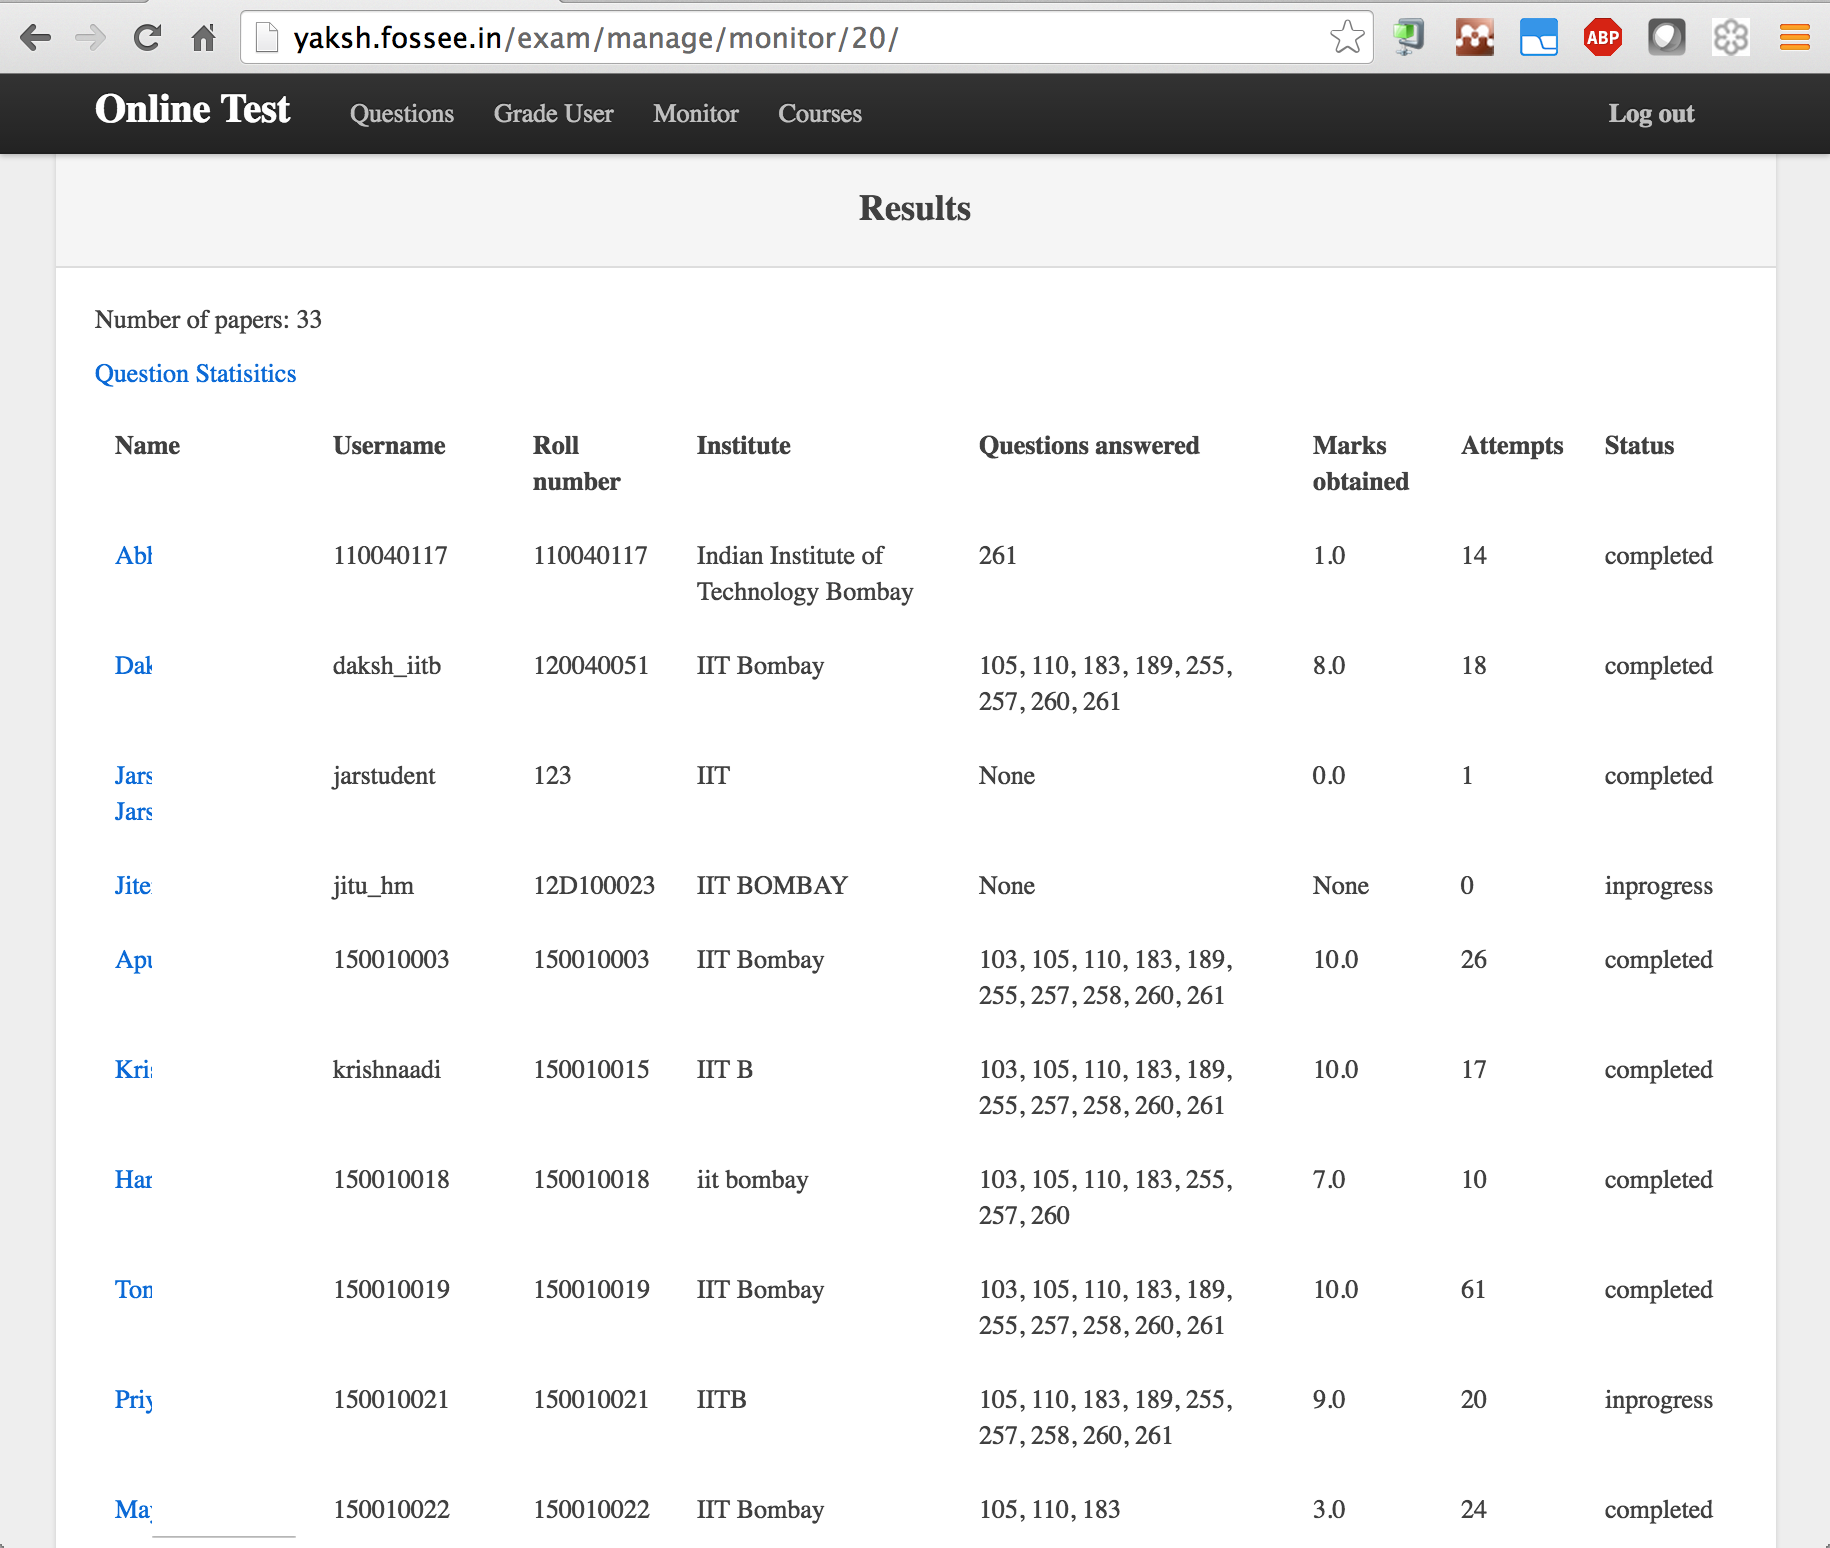 yaksh.fossee.in/exam/manage/monitor/20/
ABP
Online Test Questions Grade User Monitor Courses Log out
Results
Number of papers: 33
Question Statisitics
Name Username Roll number Institute Questions answered Marks obtained Attempts Status
110040117 110040117 Indian Institute of Technology Bombay 261 1.0 14 completed
daksh_iitb 120040051 IIT Bombay 105, 110, 183, 189, 255, 257, 260, 261 8.0 18 completed
Jars Jars jarstudent 123 IIT None 0.0 1 completed
Jite jitu_hm 12D100023 IIT BOMBAY None None 0 inprogress
150010003 150010003 IIT Bombay 103, 105, 110, 183, 189, 255, 257, 258, 260, 261 10.0 26 completed
krishnaadi 150010015 IIT B 103, 105, 110, 183, 189, 255, 257, 258, 260, 261 10.0 17 completed
150010018 150010018 iit bombay 103, 105, 110, 183, 255, 257, 260 7.0 10 completed
150010019 150010019 IIT Bombay 103, 105, 110, 183, 189, 255, 257, 258, 260, 261 10.0 61 completed
150010021 150010021 IITB 105, 110, 183, 189, 255, 257, 258, 260, 261 9.0 20 inprogress
150010022 150010022 IIT Bombay 105, 110, 183 3.0 24 completed